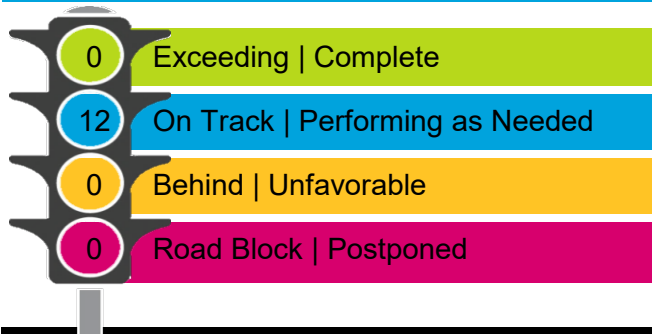 0 Exceeding | Complete
12 On Track | Performing as Needed
0 Behind | Unfavorable
0 Road Block | Postponed